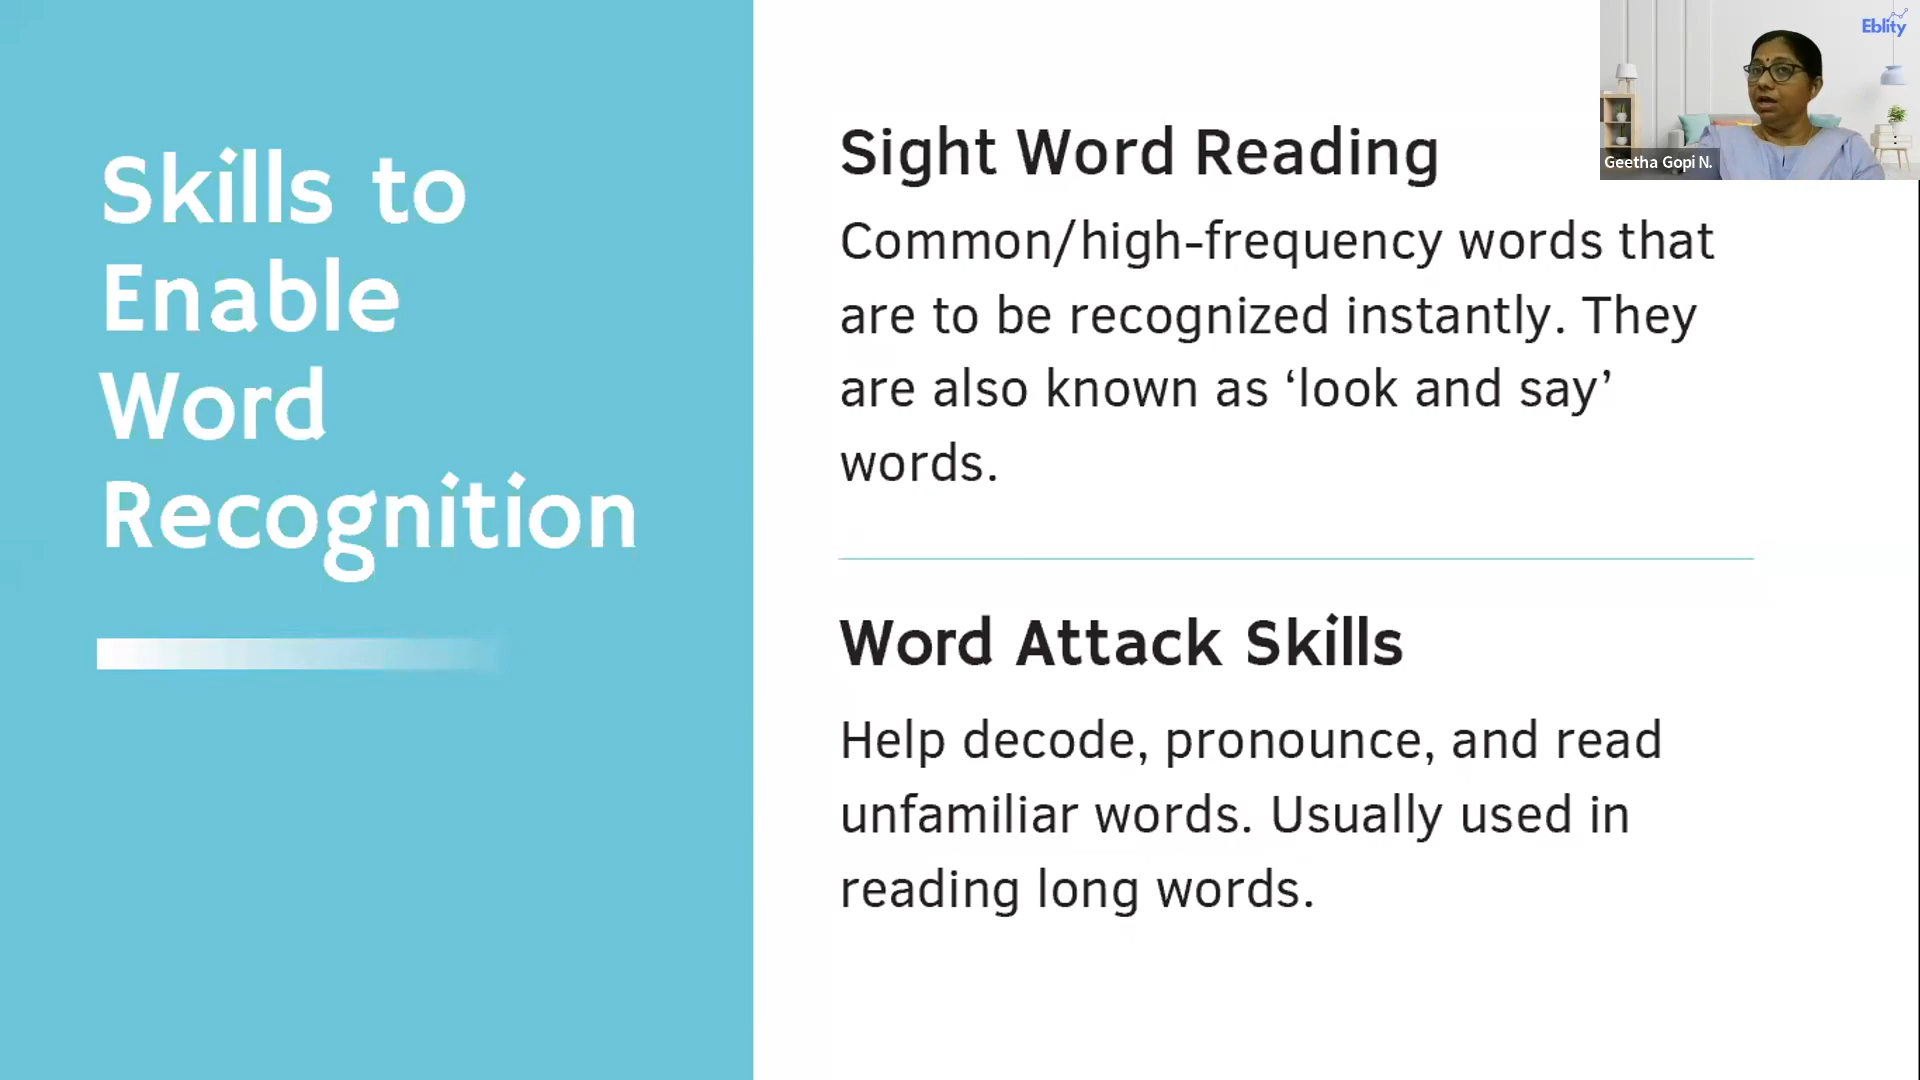 Skills to
Enable
Word
Recognition
Sight Word Reading
Common/high-frequency words that
are to be recognized instantly. They
are also known as ‘look and say’
words.
Word Attack Skills
Help decode, pronounce, and read
unfamiliar words. Usually used in
reading long words.
Eblity
Geetha Gopi N.